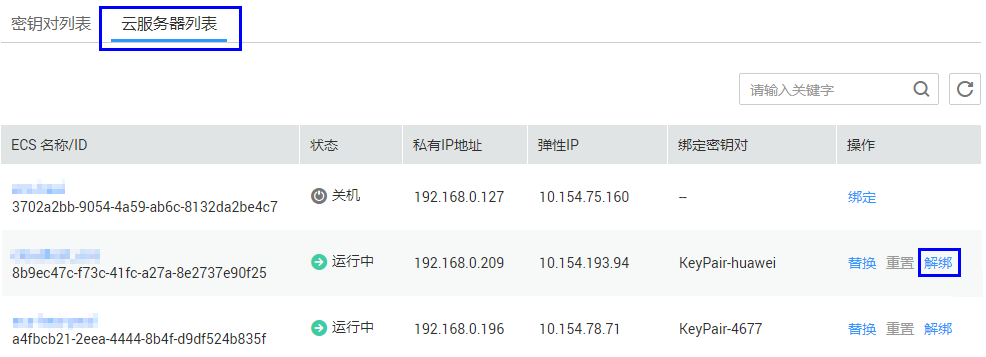 密钥对列表 云服务器列表
请输入关键字
ECS 名称/ID 状态 私有IP地址 弹性IP 绑定密钥对 操作
3702a2bb-9054-4a59-ab6c-8132da2be4c7 关机 192.168.0.127 10.154.75.160 -- 绑定
8b9ec47c-f73c-41fc-a27a-8e2737e90f25 运行中 192.168.0.209 10.154.193.94 KeyPair-huawei 替换 重置 解绑
a4fbcb21-2eea-4444-8b4f-d9df524b835f 运行中 192.168.0.196 10.154.78.71 KeyPair-4677 替换 重置 解绑